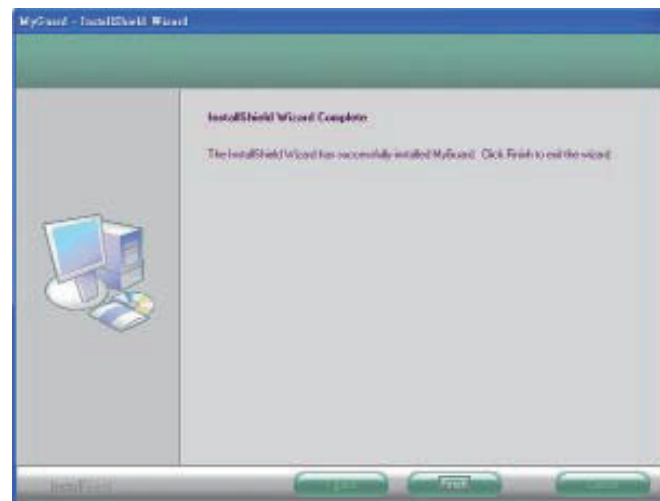 MyGuard - InstallShield Wizard
InstallShield Wizard Complete
The InstallShield Wizard has successfully installed MyGuard. Click Finish to exit the wizard.
InstallShield
Finish